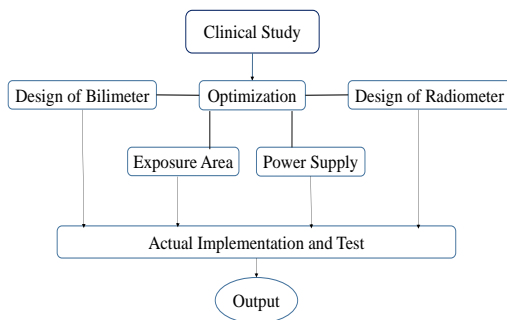 Clinical Study
Design of Bilimeter
Optimization
Design of Radiometer
Exposure Area
Power Supply
Actual Implementation and Test
Output